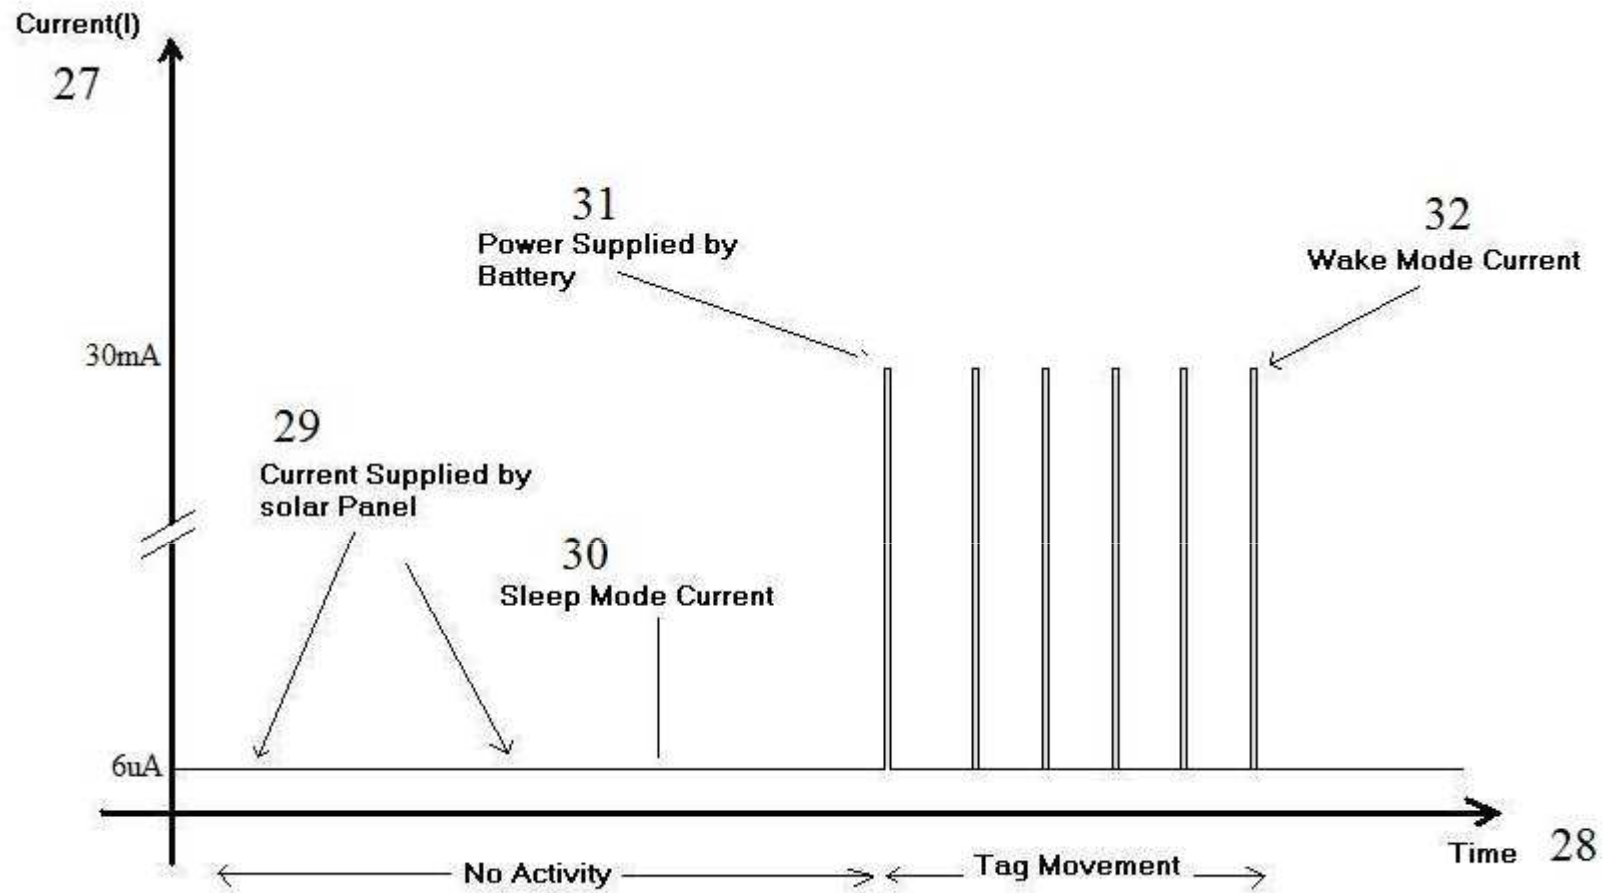 Current(I)
27
31
Power Supplied by
Battery
32
Wake Mode Current
30mA
29
Current Supplied by
solar Panel
30
Sleep Mode Current
6uA
Time 28
No Activity
Tag Movement